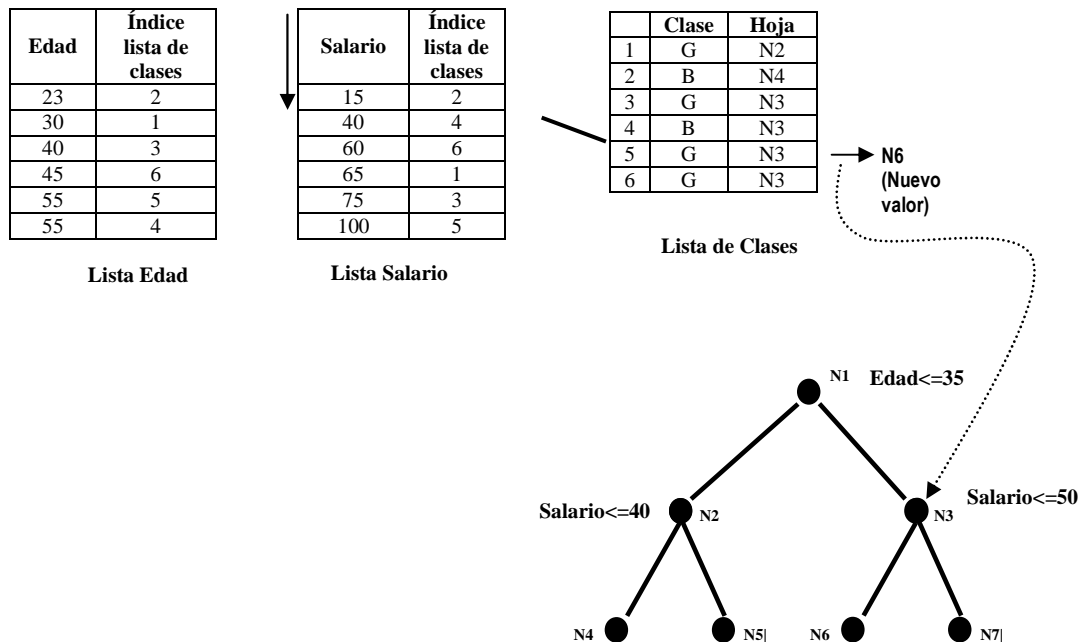 Edad Índice lista de clases
23 2
30 1
40 3
45 6
55 5
55 4
Lista Edad
Salario Índice lista de clases
15 2
40 4
60 6
65 1
75 3
100 5
Lista Salario
Clase Hoja
1 G N2
2 B N4
3 G N3
4 B N3
5 G N3
6 G N3
Lista de Clases
N6
(Nuevo
valor)
N1 Edad<=35
Salario<=40 N2
N3 Salario<=50
N4 N5| N6 N7|